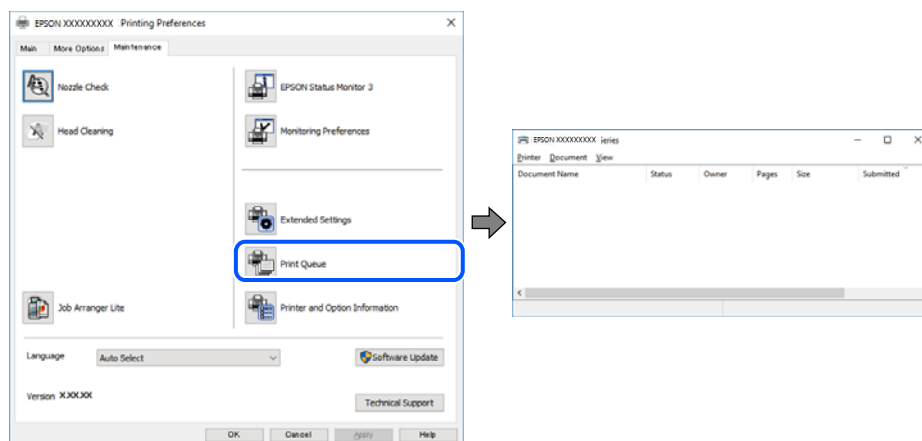 EPSON XXXXXXXXX Printing Preferences
Main More Options Maintenance
Nozzle Check
EPSON Status Monitor 3
Head Cleaning
Monitoring Preferences
Extended Settings
Print Queue
Job Arranger Lite
Printer and Option Information
Language Auto Select
Software Update
Version X.XX.XX
Technical Support
OK Cancel Apply Help
EPSON XXXXXXXXX ieries
Printer Document View
Document Name Status Owner Pages Size Submitted